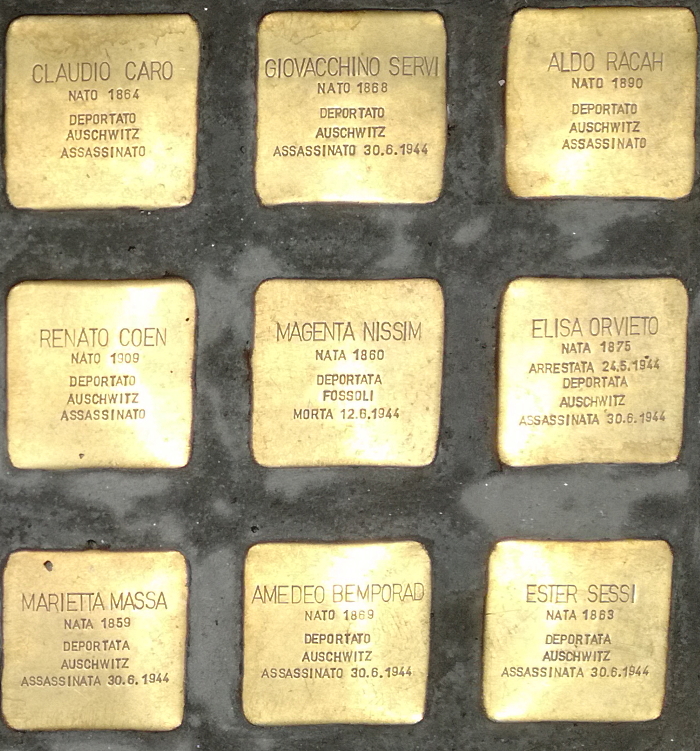 CLAUDIO CARO
NATO 1864
DEPORTATO
AUSCHWITZ
ASSASSINATO
GIOVACCHINO SERVI
NATO 1868
DEPORTATO
AUSCHWITZ
ASSASSINATO 30.6.1944
ALDO RACAH
NATO 1890
DEPORTATO
AUSCHWITZ
ASSASSINATO
RENATO COEN
NATO 1909
DEPORTATO
AUSCHWITZ
ASSASSINATO
MAGENTA NISSIM
NATA 1860
DEPORTATA
FOSSOLI
MORTA 12.6.1944
ELISA ORVIETO
NATA 1875
ARRESTATA 24.5.1944
DEPORTATA
AUSCHWITZ
ASSASSINATA 30.6.1944
MARIETTA MASSA
NATA 1859
DEPORTATA
AUSCHWITZ
ASSASSINATA 30.6.1944
AMEDEO BEMPORAD
NATO 1869
DEPORTATO
AUSCHWITZ
ASSASSINATO 30.6.1944
ESTER SESSI
NATA 1863
DEPORTATA
AUSCHWITZ
ASSASSINATA 30.6.1944